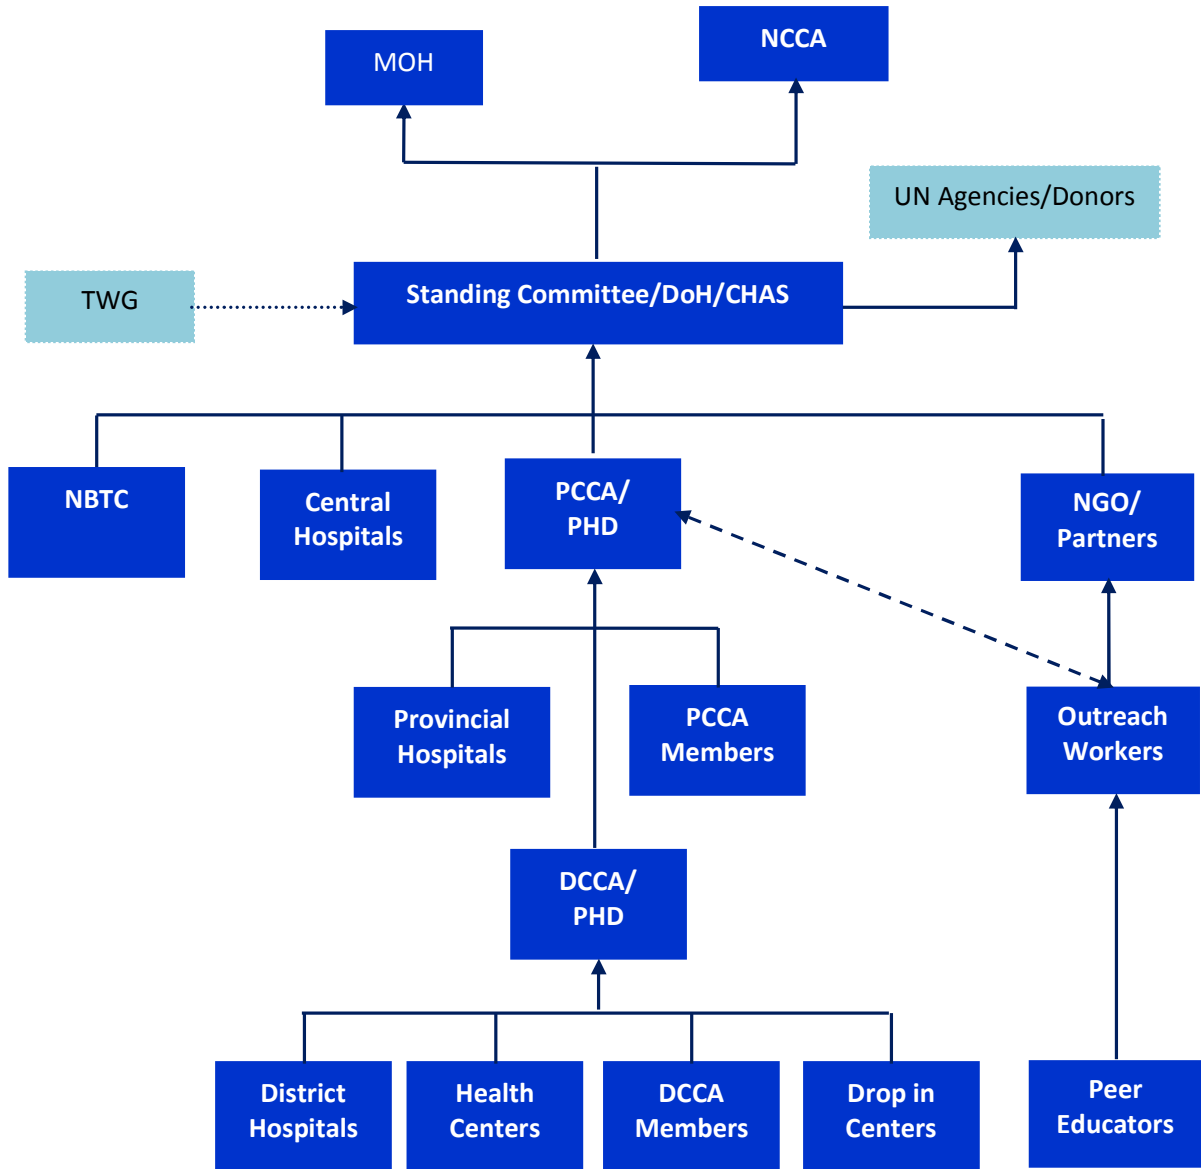 MOH
NCCA
UN Agencies/Donors
TWG
Standing Committee/DoH/CHAS
NBTC
Central
Hospitals
PCCA/
PHD
NGO/
Partners
Provincial
Hospitals
PCCA
Members
Outreach
Workers
DCCA/
PHD
District
Hospitals
Health
Centers
DCCA
Members
Drop in
Centers
Peer
Educators